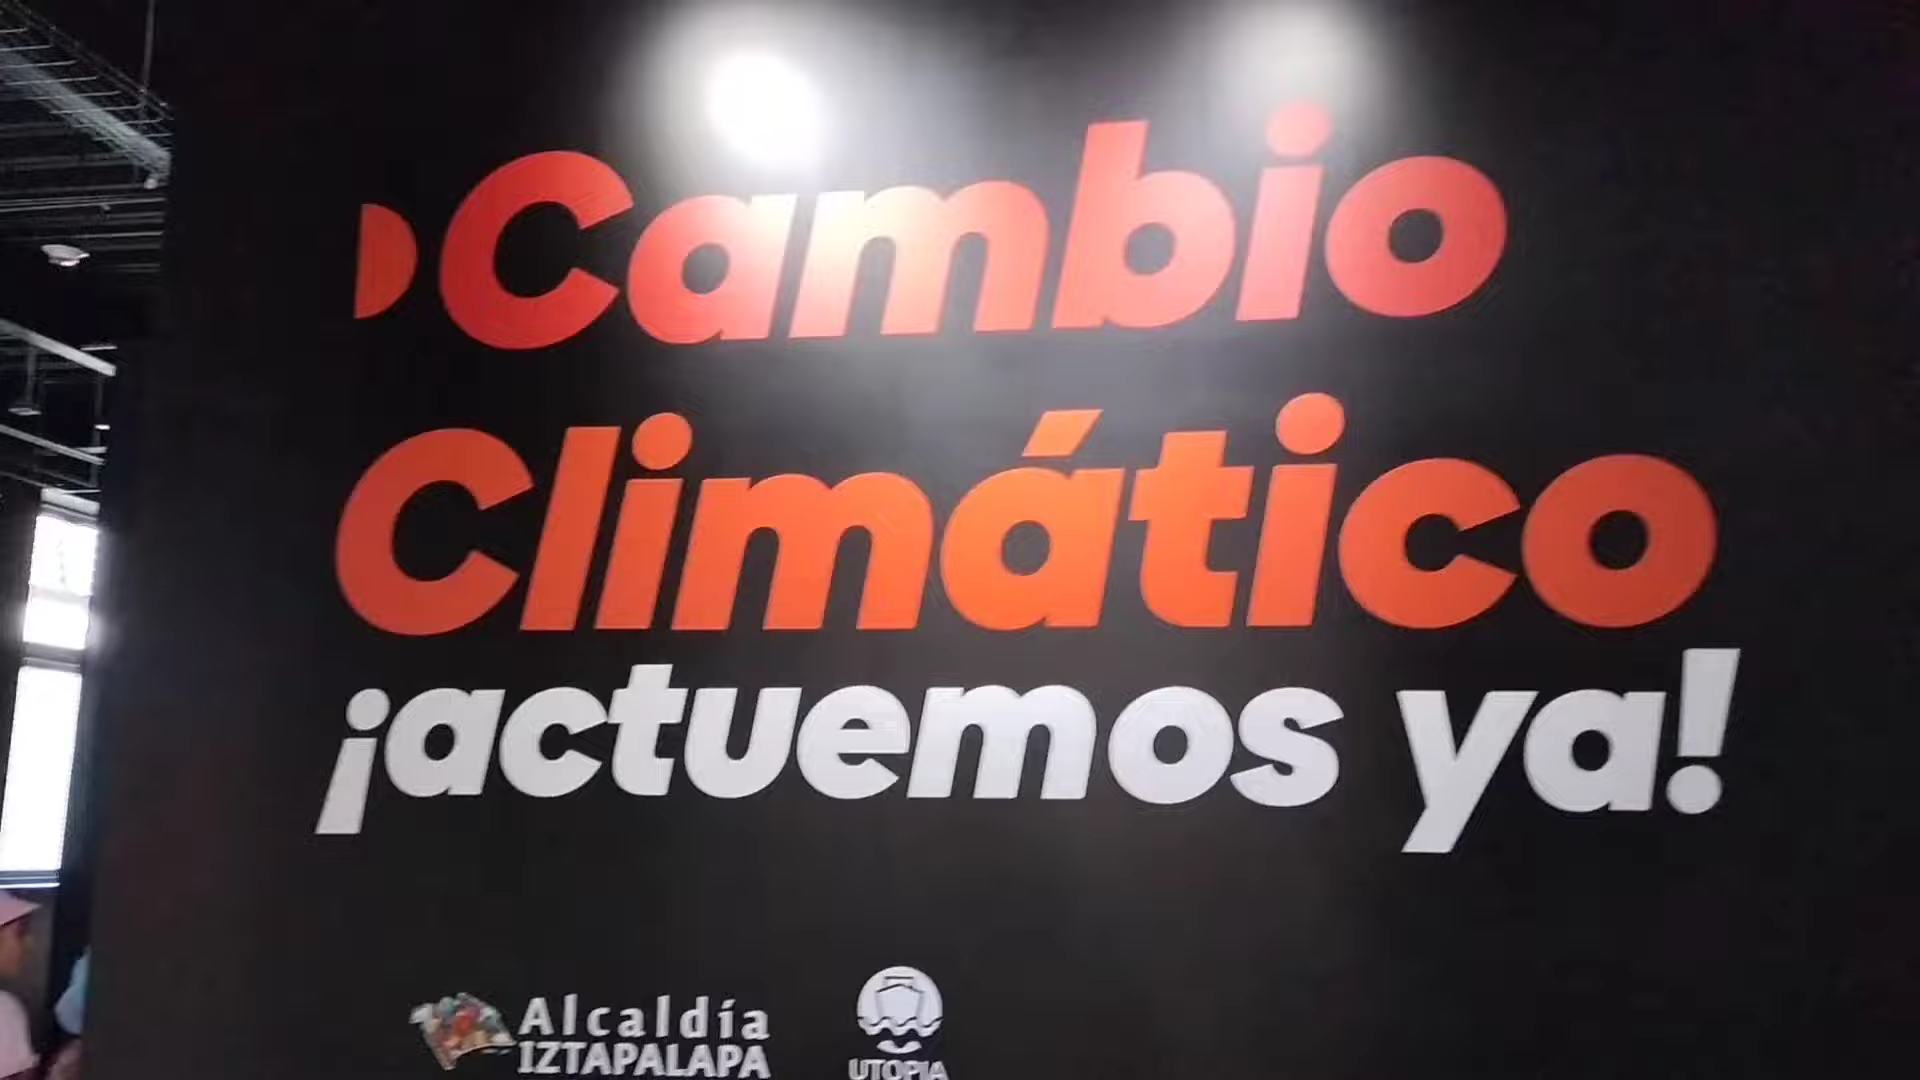 Cambio
Climático
¡actuemos ya!
Alcaldía
IZTAPALAPA
UTOPIA